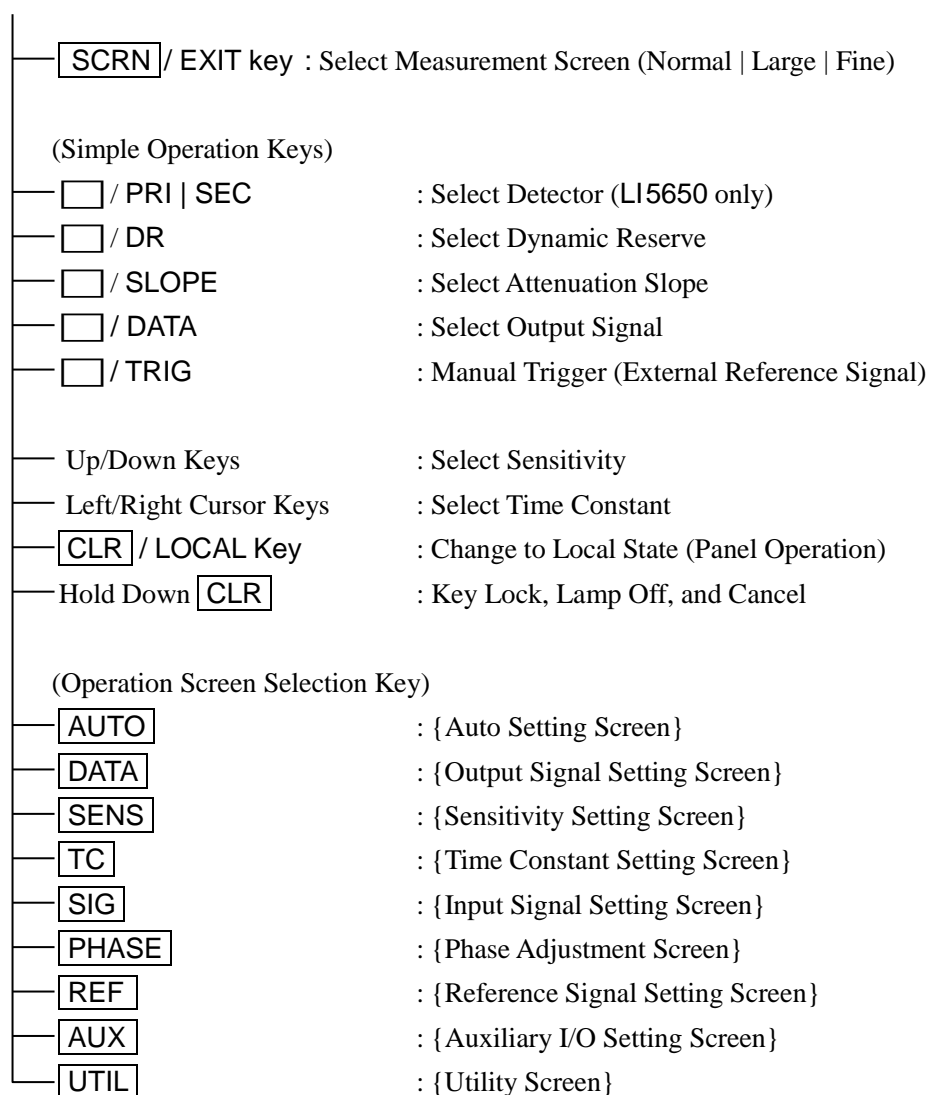 SCRN / EXIT key : Select Measurement Screen (Normal | Large | Fine)
(Simple Operation Keys)
/ PRI | SEC : Select Detector (LI5650 only)
/ DR : Select Dynamic Reserve
/ SLOPE : Select Attenuation Slope
/ DATA : Select Output Signal
/ TRIG : Manual Trigger (External Reference Signal)
Up/Down Keys : Select Sensitivity
Left/Right Cursor Keys : Select Time Constant
CLR / LOCAL Key : Change to Local State (Panel Operation)
Hold Down CLR : Key Lock, Lamp Off, and Cancel
(Operation Screen Selection Key)
AUTO : {Auto Setting Screen}
DATA : {Output Signal Setting Screen}
SENS : {Sensitivity Setting Screen}
TC : {Time Constant Setting Screen}
SIG : {Input Signal Setting Screen}
PHASE : {Phase Adjustment Screen}
REF : {Reference Signal Setting Screen}
AUX : {Auxiliary I/O Setting Screen}
UTIL : {Utility Screen}